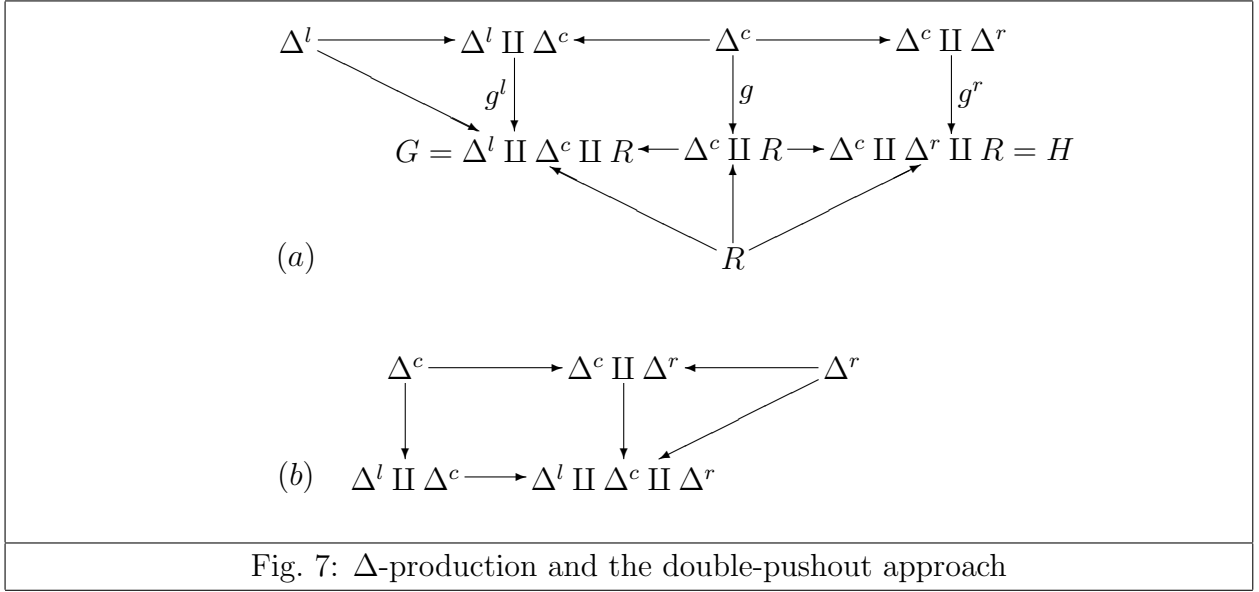 Δ^l Δ^l ∐ Δ^c Δ^c Δ^c ∐ Δ^r
g^l g g^r
G = Δ^l ∐ Δ^c ∐ R Δ^c ∐ R Δ^c ∐ Δ^r ∐ R = H
(a) R
Δ^c Δ^c ∐ Δ^r Δ^r
(b) Δ^l ∐ Δ^c Δ^l ∐ Δ^c ∐ Δ^r
Fig. 7: Δ-production and the double-pushout approach